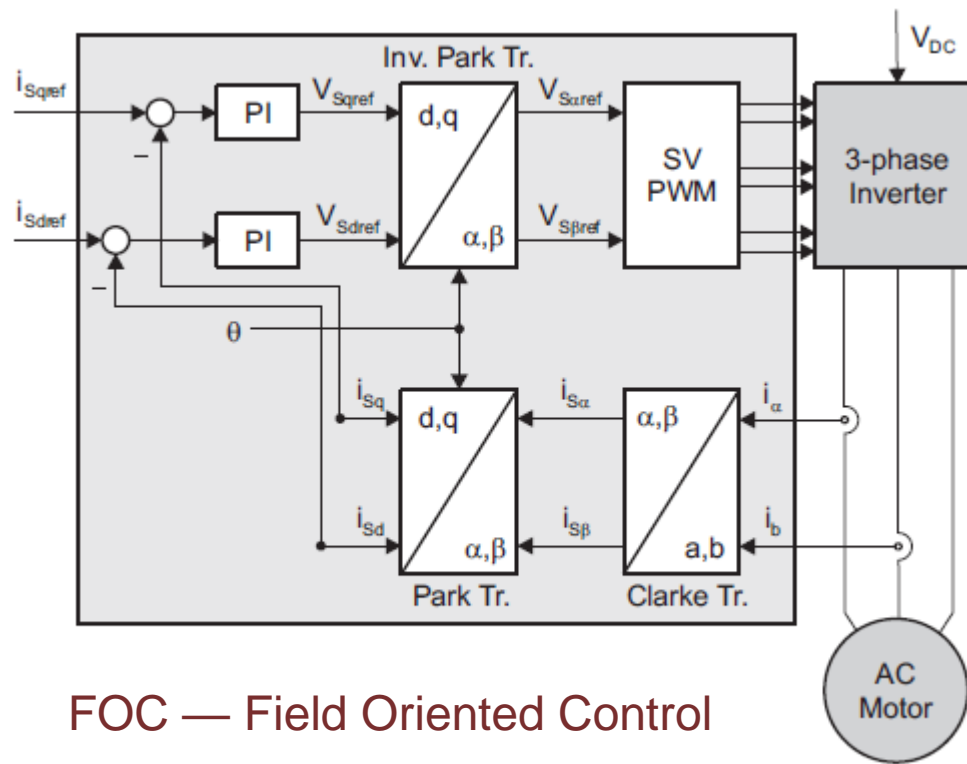 Inv. Park Tr.
V_DC
i_Sqref
PI
V_Sqref
d,q
V_Sαref
SV
PWM
3-phase
Inverter
–
i_Sdref
PI
V_Sdref
α,β
V_Sβref
–
θ
i_Sq
d,q
i_Sα
α,β
i_α
i_Sd
α,β
i_Sβ
a,b
i_b
Park Tr.
Clarke Tr.
AC
Motor
FOC — Field Oriented Control